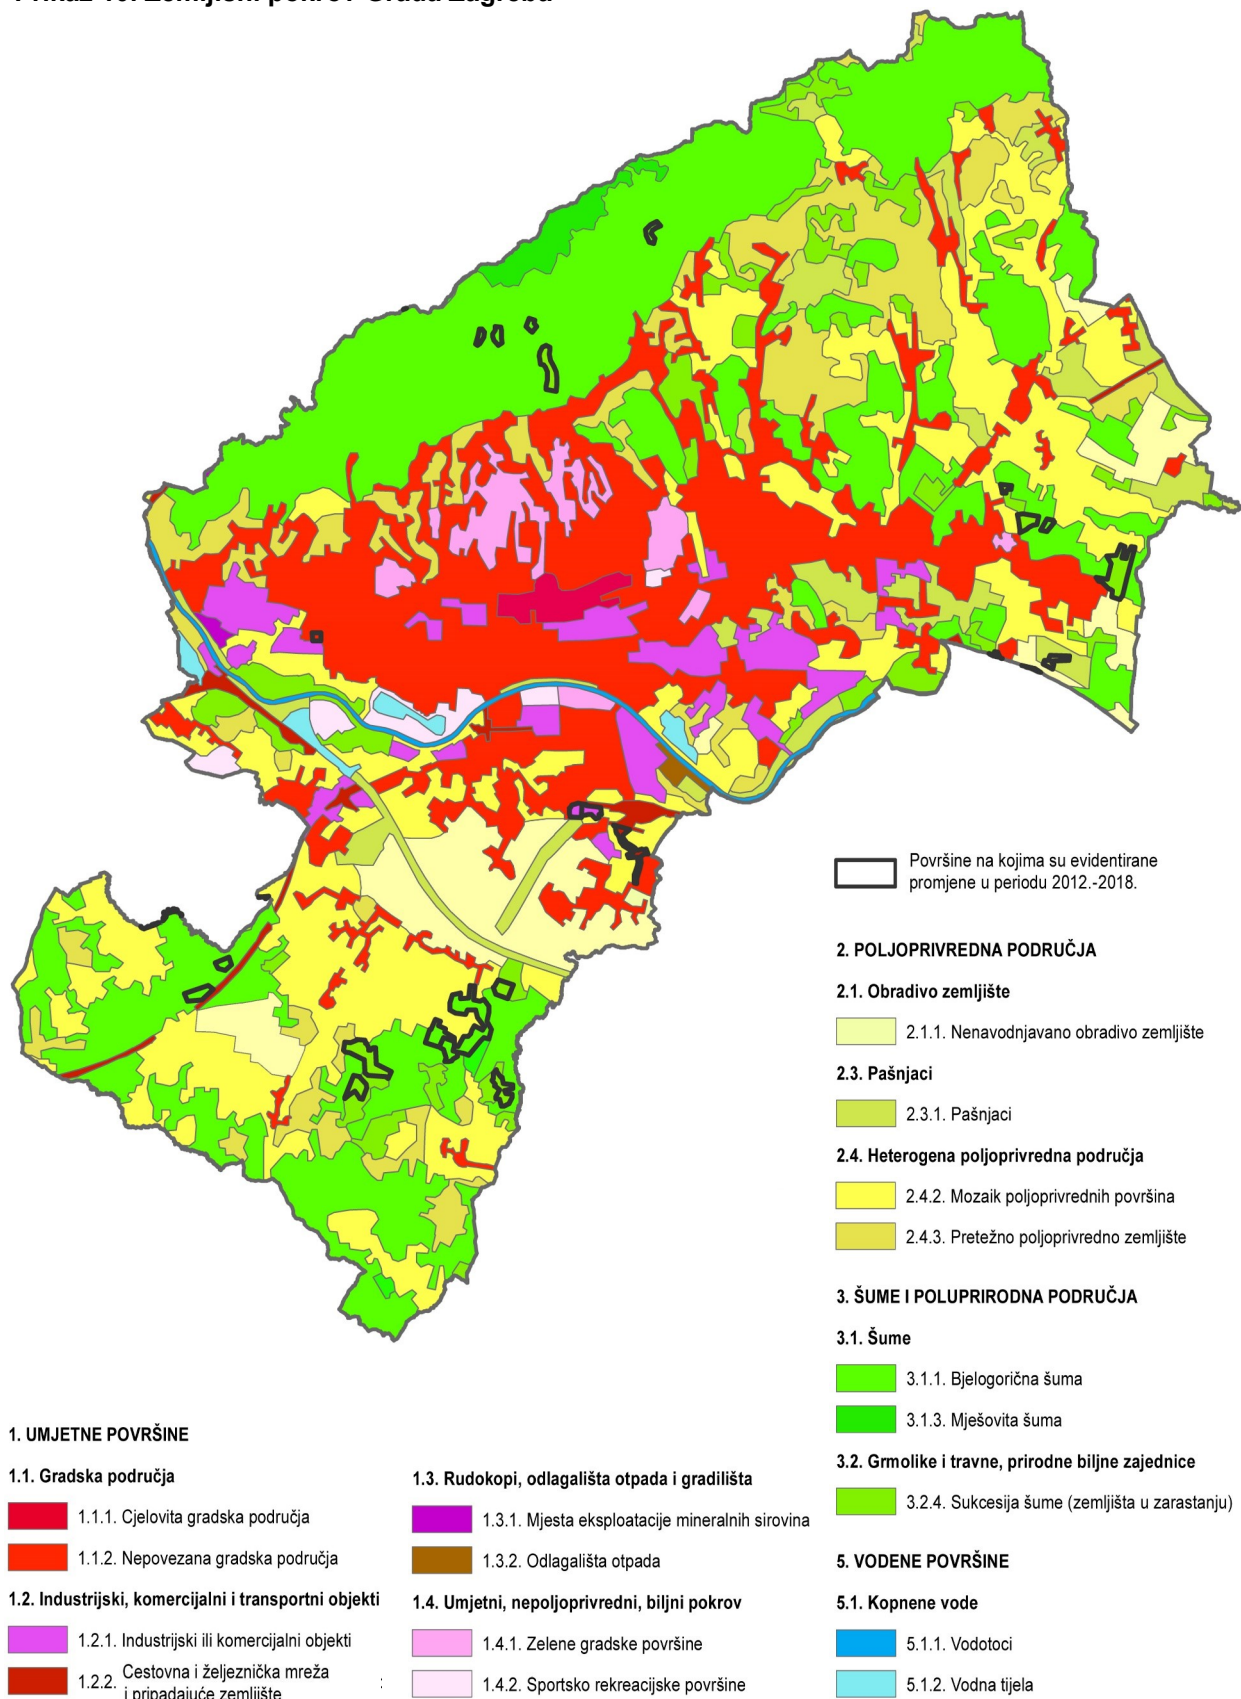 Prikaz 10. Zemljišni pokrov Grada Zagreba
Površine na kojima su evidentirane
promjene u periodu 2012.-2018.
2. POLJOPRIVREDNA PODRUČJA
2.1. Obradivo zemljište
2.1.1. Nenavodnjavano obradivo zemljište
2.3. Pašnjaci
2.3.1. Pašnjaci
2.4. Heterogena poljoprivredna područja
2.4.2. Mozaik poljoprivrednih površina
2.4.3. Pretežno poljoprivredno zemljište
3. ŠUME I POLUPRIRODNA PODRUČJA
3.1. Šume
3.1.1. Bjelogorična šuma
3.1.3. Mješovita šuma
3.2. Grmolike i travne, prirodne biljne zajednice
3.2.4. Sukcesija šume (zemljišta u zarastanju)
5. VODENE POVRŠINE
5.1. Kopnene vode
5.1.1. Vodotoci
5.1.2. Vodna tijela
1. UMJETNE POVRŠINE
1.1. Gradska područja
1.1.1. Cjelovita gradska područja
1.1.2. Nepovezana gradska područja
1.2. Industrijski, komercijalni i transportni objekti
1.2.1. Industrijski ili komercijalni objekti
1.2.2. Cestovna i željeznička mreža
i pripadajuće zemljište
1.3. Rudokopi, odlagališta otpada i gradilišta
1.3.1. Mjesta eksploatacije mineralnih sirovina
1.3.2. Odlagališta otpada
1.4. Umjetni, nepoljoprivredni, biljni pokrov
1.4.1. Zelene gradske površine
1.4.2. Sportsko rekreacijske površine